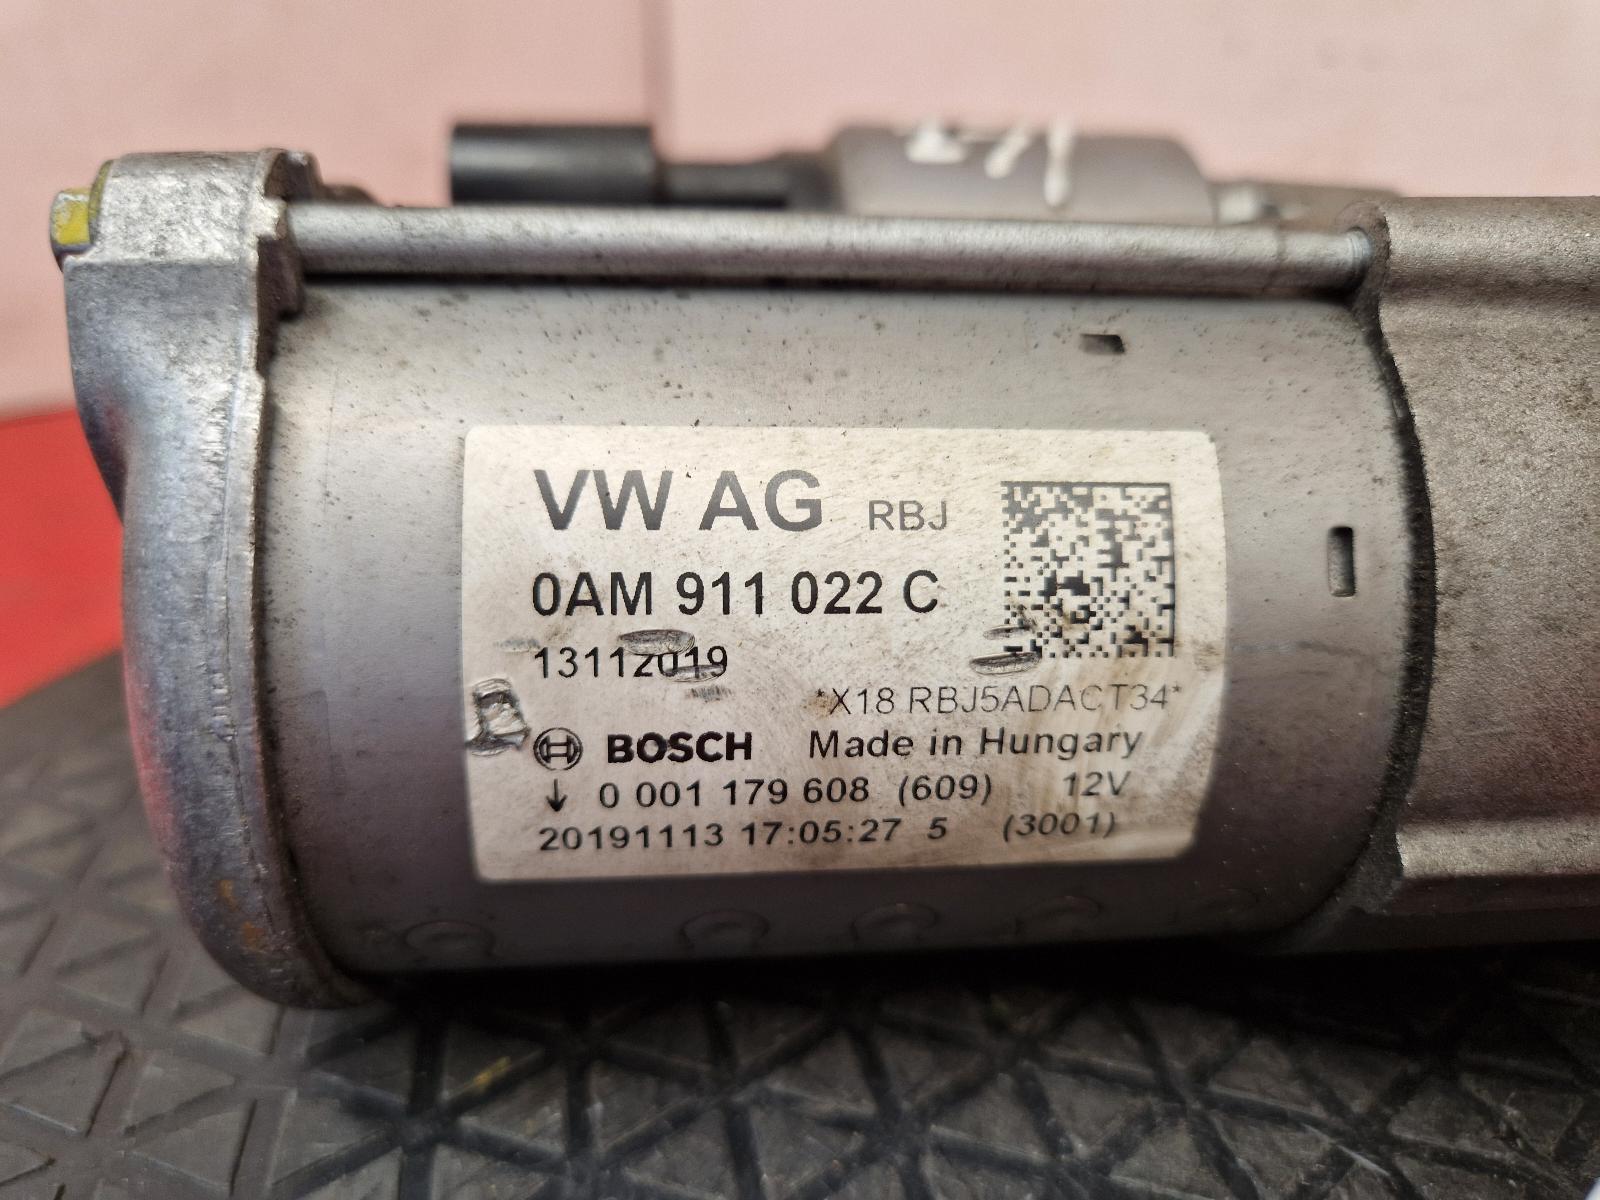 VW AG RBJ
0AM 911 022 C
13112019
*X18 RBJ5ADACT34*
BOSCH Made in Hungary
↓ 0 001 179 608 (609) 12V
20191113 17:05:27 5 (3001)